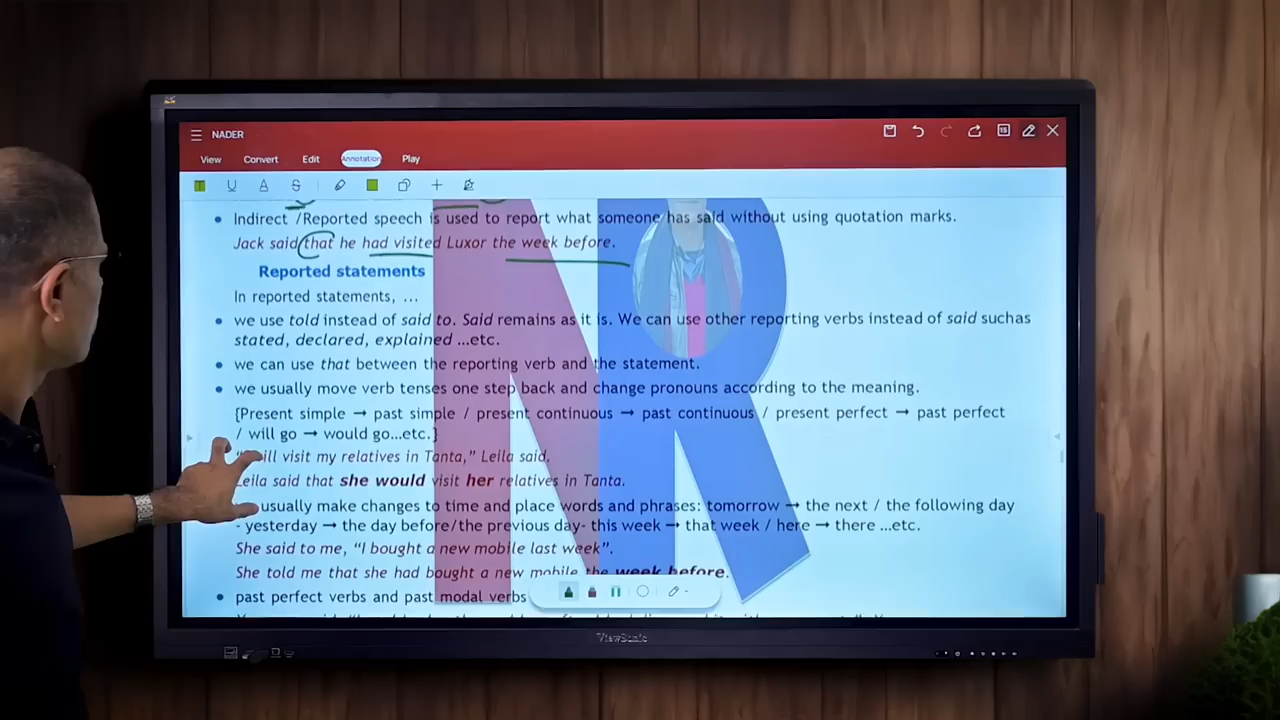 NADER
View Convert Edit Annotation Play
Indirect /Reported speech is used to report what someone has said without using quotation marks.
Jack said that he had visited Luxor the week before.
Reported statements
In reported statements, ...
we use told instead of said to. Said remains as it is. We can use other reporting verbs instead of said suchas
stated, declared, explained ...etc.
we can use that between the reporting verb and the statement.
we usually move verb tenses one step back and change pronouns according to the meaning.
{Present simple → past simple / present continuous → past continuous / present perfect → past perfect
/ will go → would go...etc.}
visit my relatives in Tanta," Leila said.
Leila said that she would visit her relatives in Tanta.
usually make changes to time and place words and phrases: tomorrow → the next / the following day
- yesterday → the day before/the previous day- this week → that week / here → there ...etc.
She said to me, “I bought a new mobile last week”.
She told me that she had bought a new mobile the week before.
past perfect verbs and past modal verbs
ViewSonic